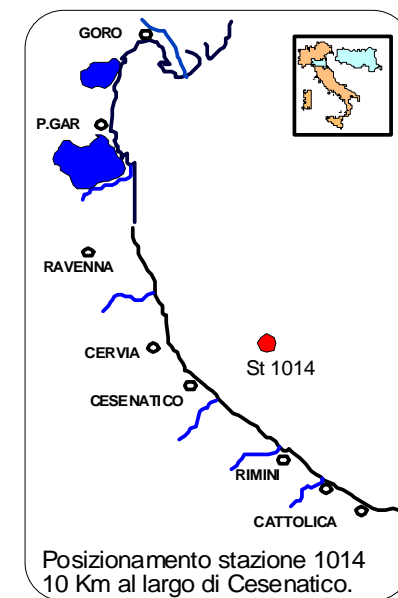 GORO
P.GAR
RAVENNA
CERVIA
St 1014
CESENATICO
RIMINI
CATTOLICA
Posizionamento stazione 1014
10 Km al largo di Cesenatico.